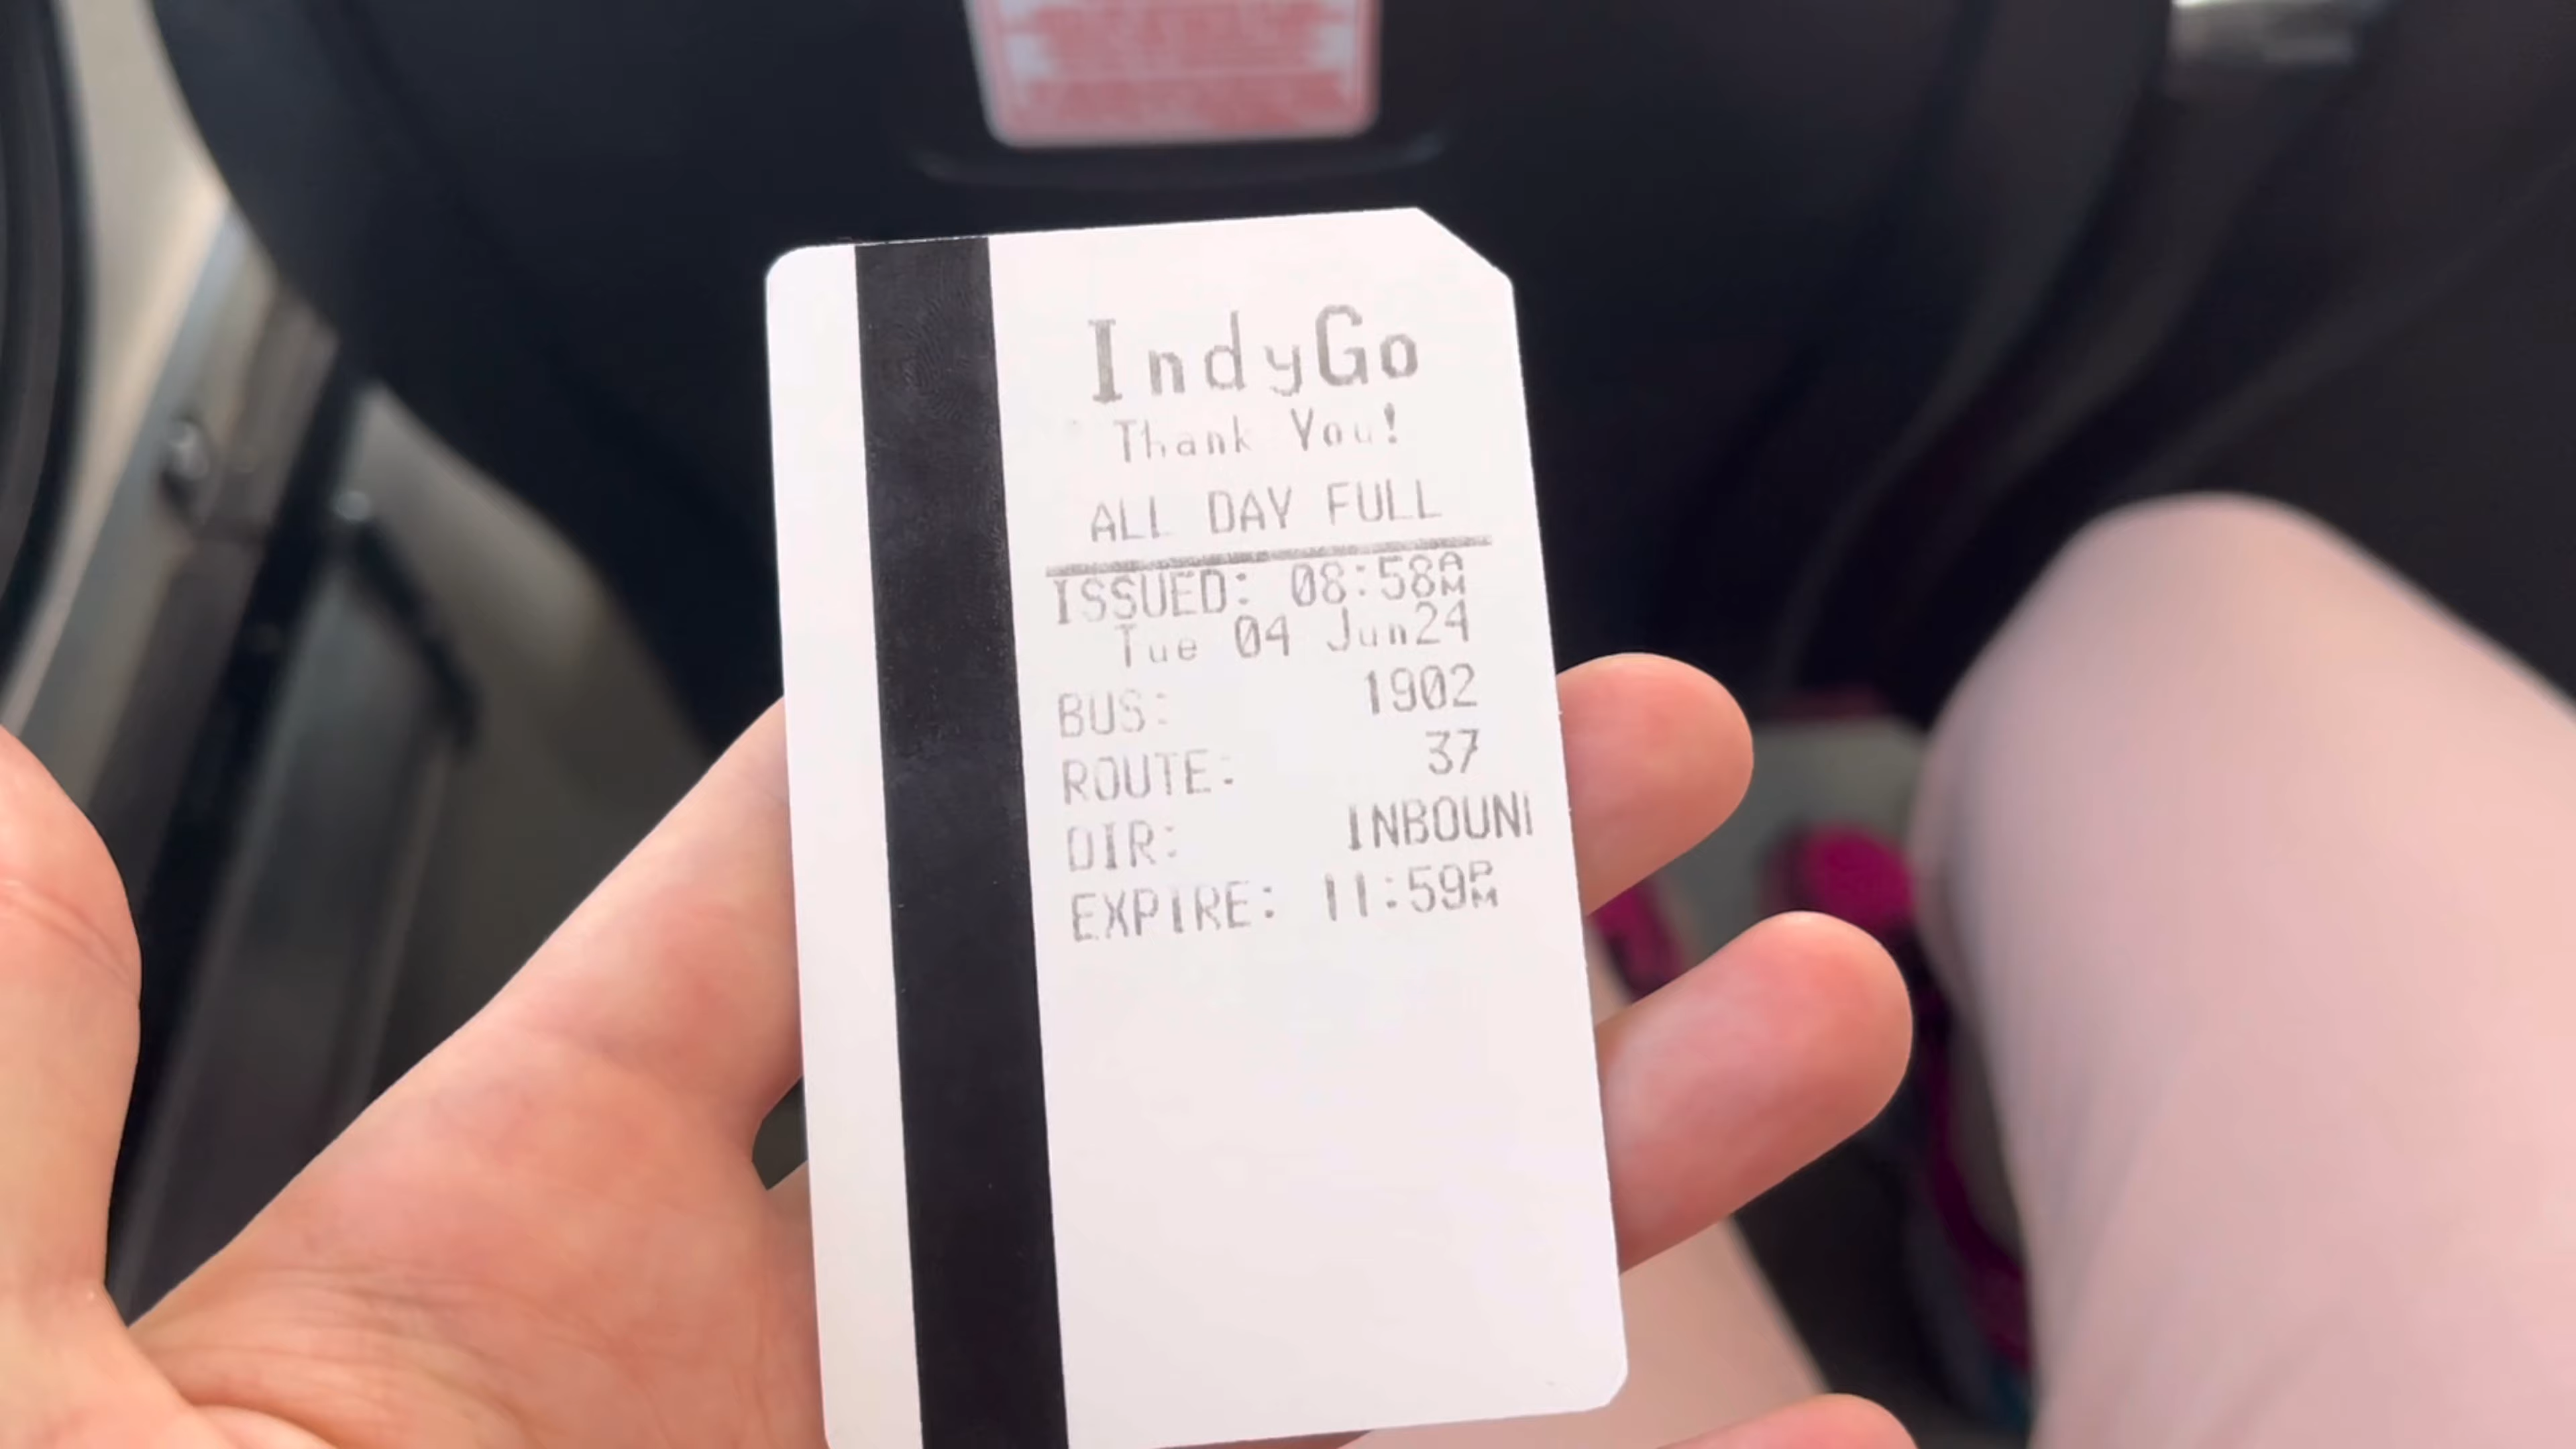 IndyGo
Thank You!
ALL DAY FULL
ISSUED: 08:58AM
Tue 04 Jun24
BUS: 1902
ROUTE: 37
DIR: INBOUN
EXPIRE: 11:59PM